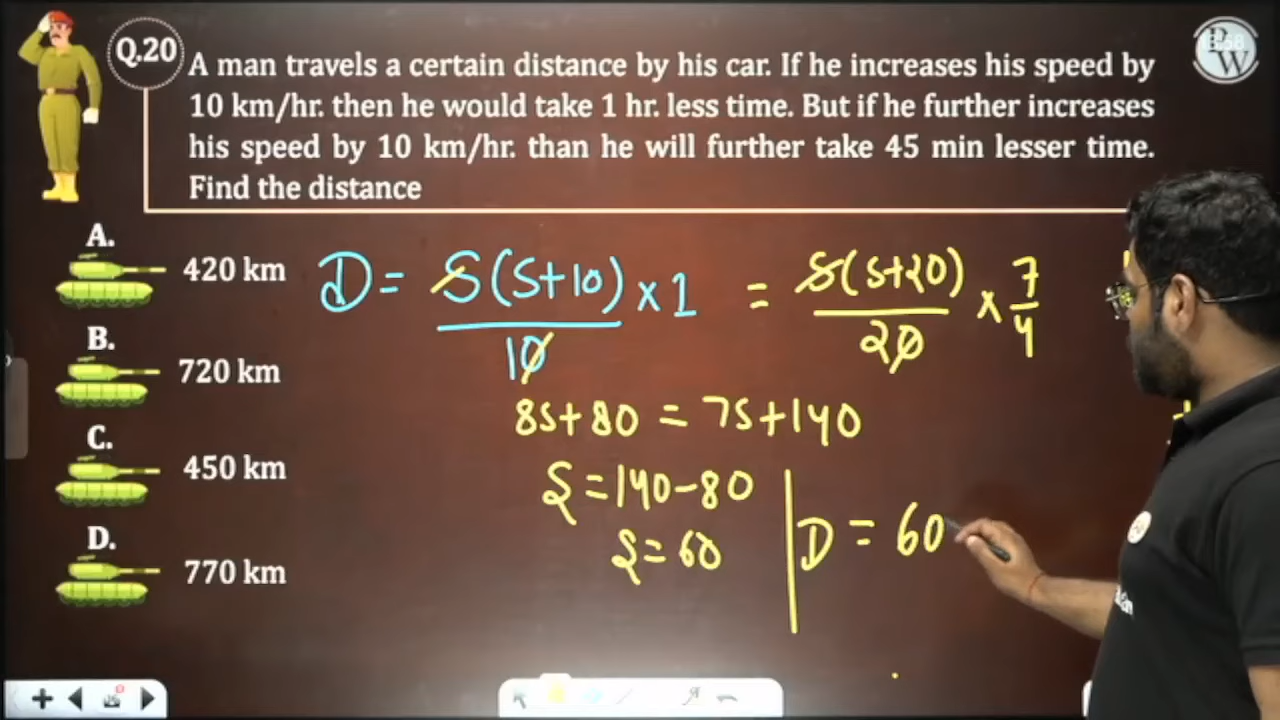 Q.20
A man travels a certain distance by his car. If he increases his speed by
10 km/hr. then he would take 1 hr. less time. But if he further increases
his speed by 10 km/hr. than he will further take 45 min lesser time.
Find the distance
A.
420 km
B.
720 km
C.
450 km
D.
770 km
D = S(S+10)/10 × 1 = S(S+20)/20 × 7/4
8S+80 = 7S+140
S = 140-80
S = 60
D = 60